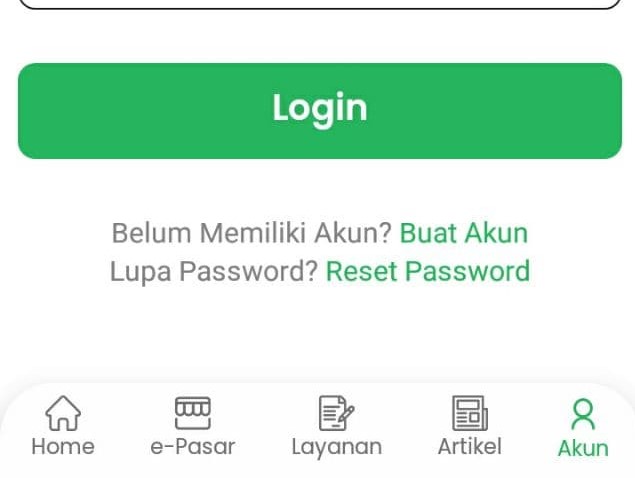 Login
Belum Memiliki Akun? Buat Akun
Lupa Password? Reset Password
Home e-Pasar Layanan Artikel Akun